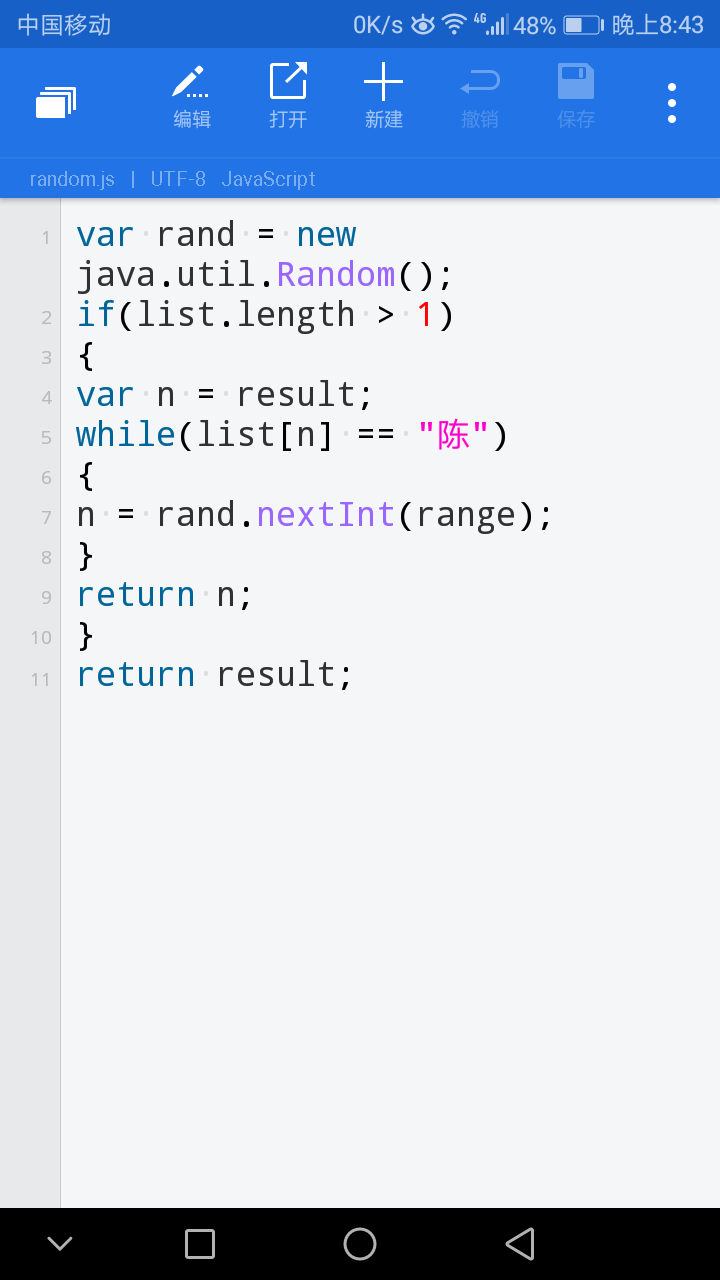 中国移动 0K/s 4G 48% 晚上8:43
编辑 打开 新建 撤销 保存
random.js | UTF-8 JavaScript
1 var rand = new
java.util.Random();
2 if(list.length > 1)
3 {
4 var n = result;
5 while(list[n] == "陈")
6 {
7 n = rand.nextInt(range);
8 }
9 return n;
10 }
11 return result;